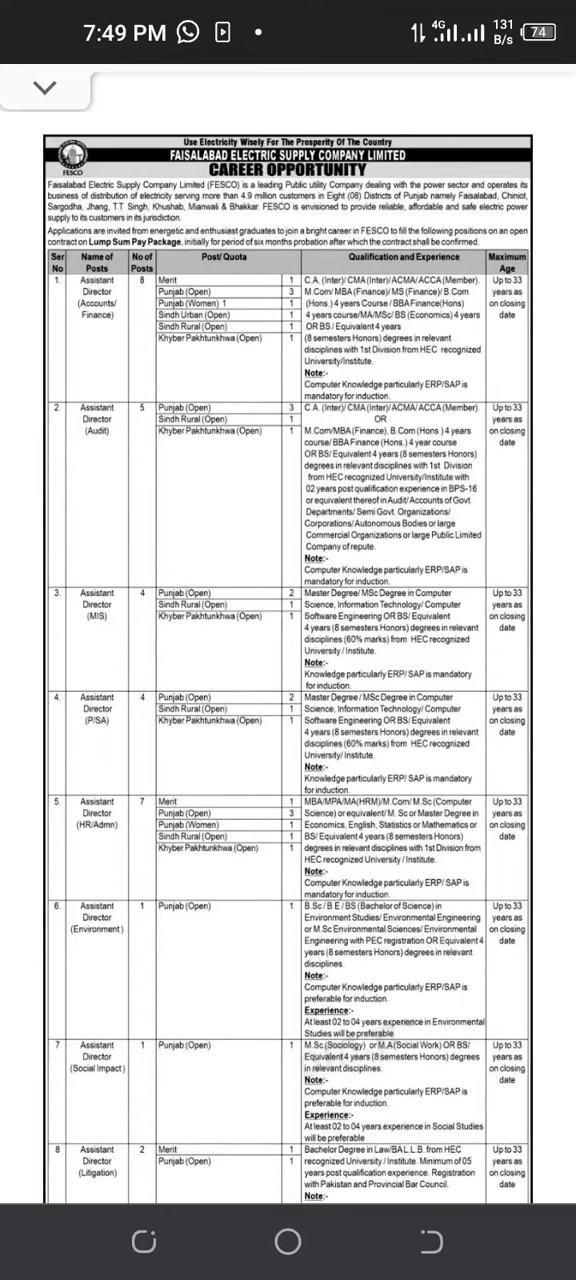 7:49 PM
4G
131 B/s
74
Use Electricity Wisely For The Prosperity Of The Country
FAISALABAD ELECTRIC SUPPLY COMPANY LIMITED
FESCO
CAREER OPPORTUNITY
Faisalabad Electric Supply Company Limited (FESCO) is a leading Public utility Company dealing with the power sector and operates its
business of distribution of electricity serving more than 4.9 million customers in Eight (08) Districts of Punjab namely Faisalabad, Chiniot,
Sargodha, Jhang, T.T Singh, Khushab, Mianwali & Bhakkar. FESCO is envisioned to provide reliable, affordable and safe electric power
supply to its customers in its jurisdiction.
Applications are invited from energetic and enthusiast graduates to join a bright career in FESCO to fill the following positions on an open
contract on Lump Sum Pay Package, initially for period of six months probation after which the contract shall be confirmed.
Ser No
Name of Posts
No of Posts
Post/ Quota
Qualification and Experience
Maximum Age
1.
Assistant
Director
(Accounts/
Finance)
8
Merit 1
Punjab (Open) 3
Punjab (Women) 1 1
Sindh Urban (Open) 1
Sindh Rural (Open) 1
Khyber Pakhtunkhwa (Open) 1
C.A. (Inter)/ CMA (Inter)/ ACMA/ ACCA (Member).
M.Com/ MBA (Finance)/ MS (Finance)/ B.Com
(Hons.) 4 years Course / BBA Finance(Hons)
4 years course/MA/MSc/ BS (Economics) 4 years
OR BS / Equivalent 4 years
(8 semesters Honors) degrees in relevant
disciplines with 1st Division from HEC recognized
University/Institute.
Note:-
Computer Knowledge particularly ERP/SAP is
mandatory for induction.
Up to 33
years as
on closing
date
2.
Assistant
Director
(Audit)
5
Punjab (Open) 3
Sindh Rural (Open) 1
Khyber Pakhtunkhwa (Open) 1
C.A. (Inter)/ CMA (Inter)/ ACMA/ ACCA (Member)
OR
M.Com/MBA (Finance), B.Com (Hons.) 4 years
course/ BBA Finance (Hons.) 4 year course
OR BS/ Equivalent 4 years (8 semesters Honors)
degrees in relevant disciplines with 1st Division
from HEC recognized University/Institute with
02 years post qualification experience in BPS-16
or equivalent thereof in Audit/ Accounts of Govt.
Departments/ Semi Govt. Organizations/
Corporations/ Autonomous Bodies or large
Commercial Organizations or large Public Limited
Company of repute.
Note:-
Computer Knowledge particularly ERP/SAP is
mandatory for induction.
Up to 33
years as
on closing
date
3.
Assistant
Director
(MIS)
4
Punjab (Open) 2
Sindh Rural (Open) 1
Khyber Pakhtunkhwa (Open) 1
Master Degree/ MSc Degree in Computer
Science, Information Technology/ Computer
Software Engineering OR BS/ Equivalent
4 years (8 semesters Honors) degrees in relevant
disciplines (60% marks) from HEC recognized
University / Institute.
Note:-
Knowledge particularly ERP/ SAP is mandatory
for induction.
Up to 33
years as
on closing
date
4.
Assistant
Director
(P/SA)
4
Punjab (Open) 2
Sindh Rural (Open) 1
Khyber Pakhtunkhwa (Open) 1
Master Degree / MSc Degree in Computer
Science, Information Technology/ Computer
Software Engineering OR BS/ Equivalent
4 years (8 semesters Honors) degrees in relevant
disciplines (60% marks) from HEC recognized
University/ Institute.
Note:-
Knowledge particularly ERP/ SAP is mandatory
for induction.
Up to 33
years as
on closing
date
5.
Assistant
Director
(HR/Admn)
7
Merit 1
Punjab (Open) 3
Punjab (Women) 1
Sindh Rural (Open) 1
Khyber Pakhtunkhwa (Open) 1
MBA/MPA/MA(HRM)/M.Com/ M.Sc (Computer
Science) or equivalent/ M. Sc or Master Degree in
Economics, English, Statistics or Mathematics or
BS/ Equivalent 4 years (8 semesters Honors)
degrees in relevant disciplines with 1st Division from
HEC recognized University / Institute.
Note:-
Computer Knowledge particularly ERP/SAP is
mandatory for induction.
Up to 33
years as
on closing
date
6.
Assistant
Director
(Environment)
1
Punjab (Open) 1
B.Sc/ B.E / BS (Bachelor of Science) in
Environment Studies/ Environmental Engineering
or M.Sc Environmental Sciences/ Environmental
Engineering with PEC registration OR Equivalent 4
years (8 semesters Honors) degrees in relevant
disciplines.
Note:-
Computer Knowledge particularly ERP/SAP is
preferable for induction.
Experience:-
At least 02 to 04 years experience in Environmental
Studies will be preferable
Up to 33
years as
on closing
date
7
Assistant
Director
(Social Impact)
1
Punjab (Open) 1
M.Sc (Sociology) or M.A (Social Work) OR BS/
Equivalent 4 years (8 semesters Honors) degrees
in relevant disciplines.
Note:-
Computer Knowledge particularly ERP/SAP is
preferable for induction.
Experience:-
At least 02 to 04 years experience in Social Studies
will be preferable
Up to 33
years as
on closing
date
8
Assistant
Director
(Litigation)
2
Merit 1
Punjab (Open) 1
Bachelor Degree in Law/BA L.L.B. from HEC
recognized University / Institute. Minimum of 05
years post qualification experience. Registration
with Pakistan and Provincial Bar Council.
Note:-
Up to 33
years as
on closing
date